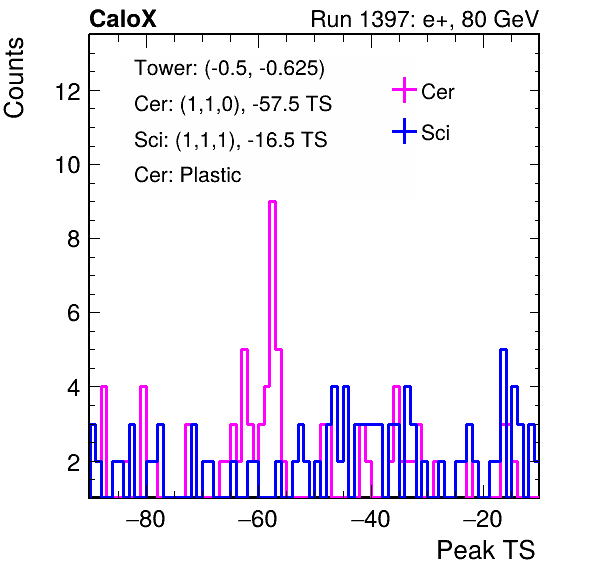 CaloX Run 1397: e+, 80 GeV
Counts
Tower: (-0.5, -0.625)
Cer: (1,1,0), -57.5 TS
Sci: (1,1,1), -16.5 TS
Cer: Plastic
Cer
Sci
12
10
8
6
4
2
−80 −60 −40 −20
Peak TS